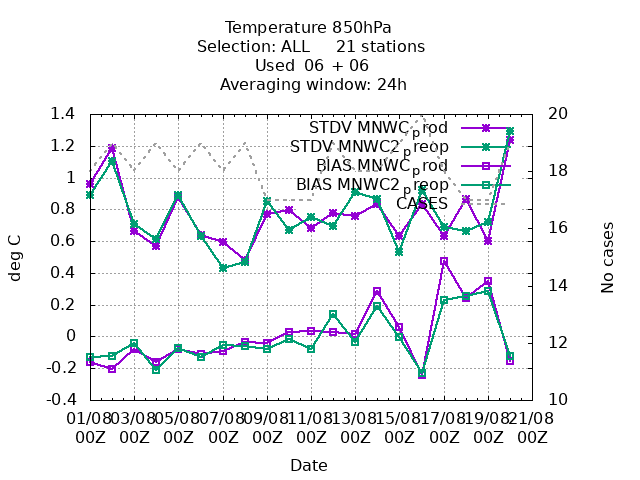 Temperature 850hPa
Selection: ALL 21 stations
Used 06 + 06
Averaging window: 24h
STDV MNWC_prod
STDV MNWC2_preop
BIAS MNWC_prod
BIAS MNWC2_preop
CASES
1.4
1.2
1
0.8
0.6
0.4
0.2
0
-0.2
-0.4
deg C
20
18
16
14
12
10
No cases
01/08 03/08 05/08 07/08 09/08 11/08 13/08 15/08 17/08 19/08 21/08
00Z 00Z 00Z 00Z 00Z 00Z 00Z 00Z 00Z 00Z 00Z
Date